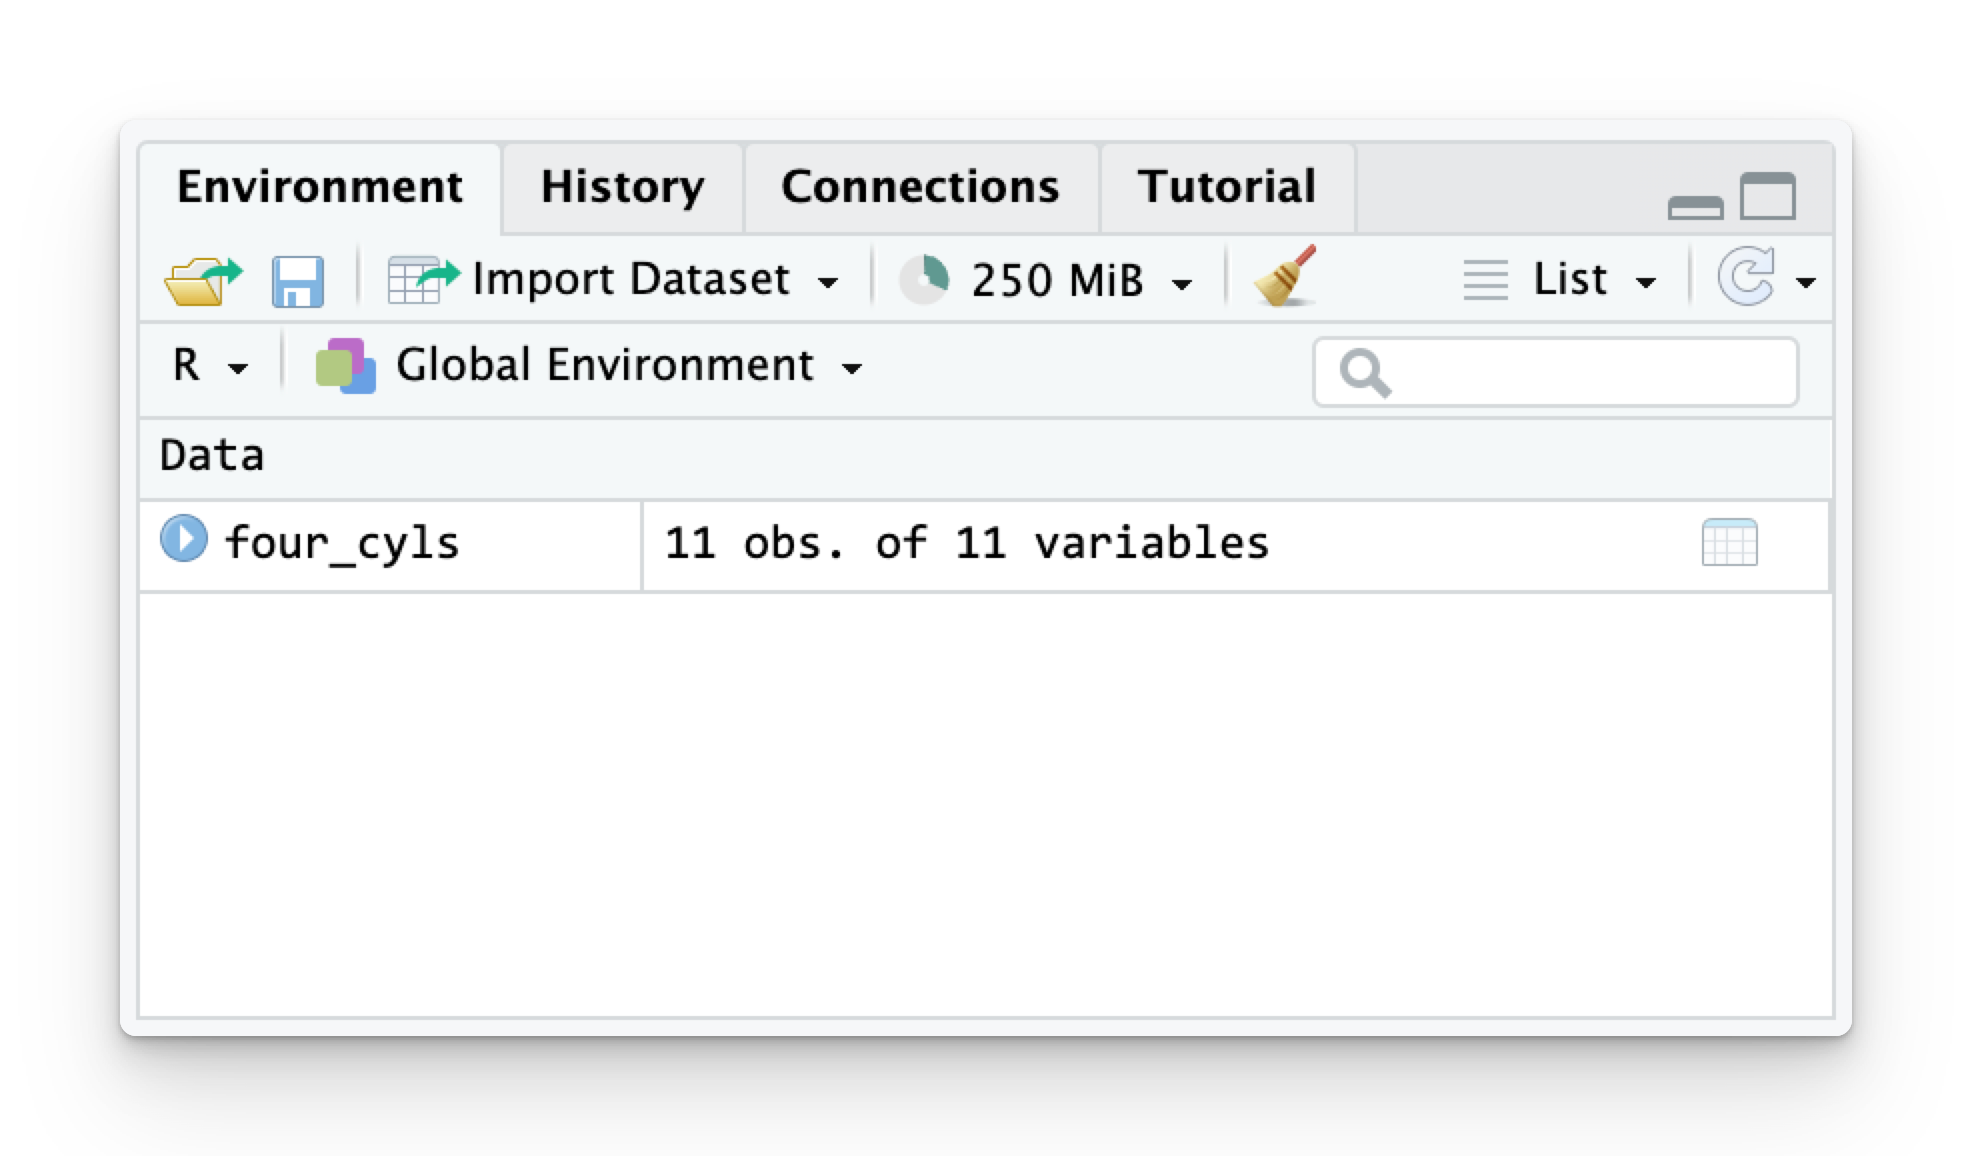 Environment History Connections Tutorial
Import Dataset 250 MiB List
R Global Environment
Data
four_cyls 11 obs. of 11 variables